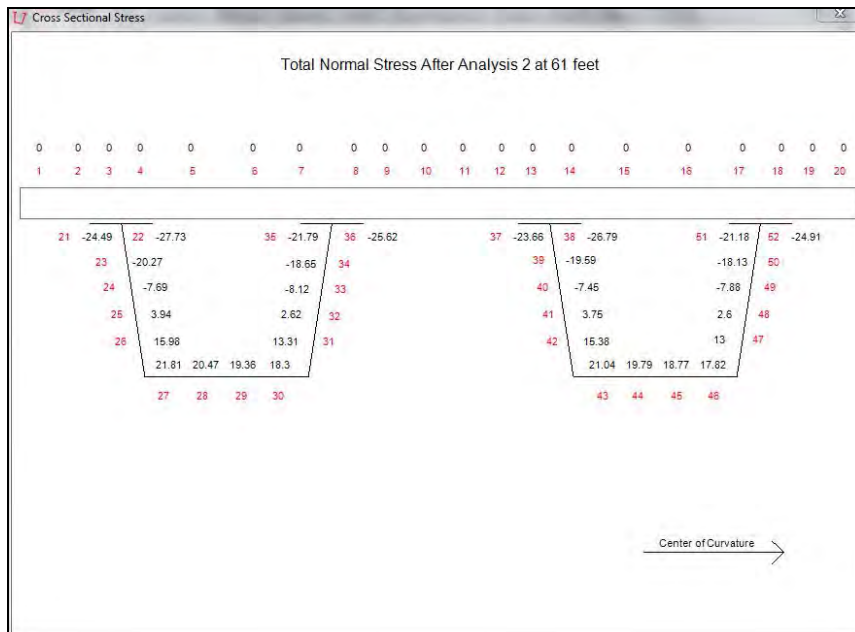 Cross Sectional Stress
Total Normal Stress After Analysis 2 at 61 feet
0 0 0 0 0 0 0 0 0 0 0 0 0 0 0 0 0 0 0 0
1 2 3 4 5 6 7 8 9 10 11 12 13 14 15 16 17 18 19 20
21 -24.49 22 -27.73 35 -21.79 36 -25.62 37 -23.66 38 -26.79 51 -21.18 52 -24.91
23 -20.27 -18.65 34 39 -19.59 -18.13 50
24 -7.69 -8.12 33 40 -7.45 -7.88 49
25 3.94 2.62 32 41 3.75 2.6 48
26 15.98 13.31 31 42 15.38 13 47
21.81 20.47 19.36 18.3 21.04 19.79 18.77 17.82
27 28 29 30 43 44 45 46
Center of Curvature